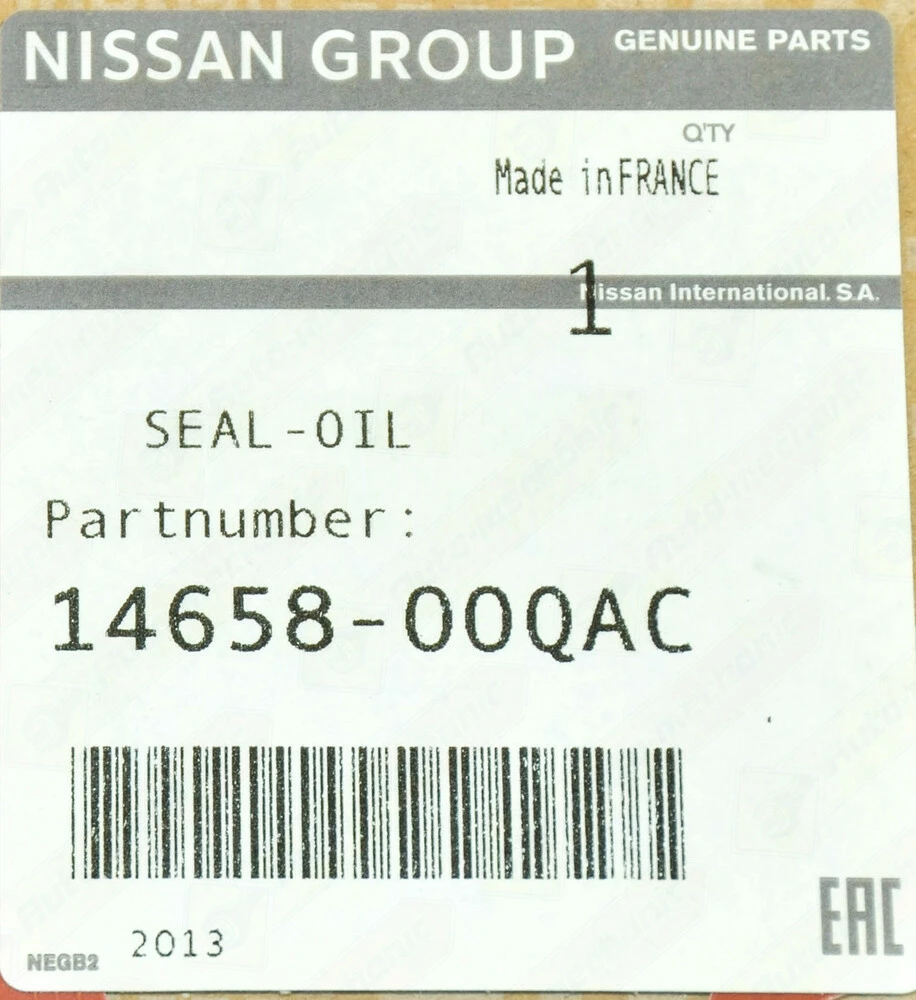 NISSAN GROUP GENUINE PARTS
Q'TY
Made inFRANCE
1
Nissan International. S.A.
SEAL-OIL
Partnumber:
14658-00QAC
2013
NEGB2
EAC